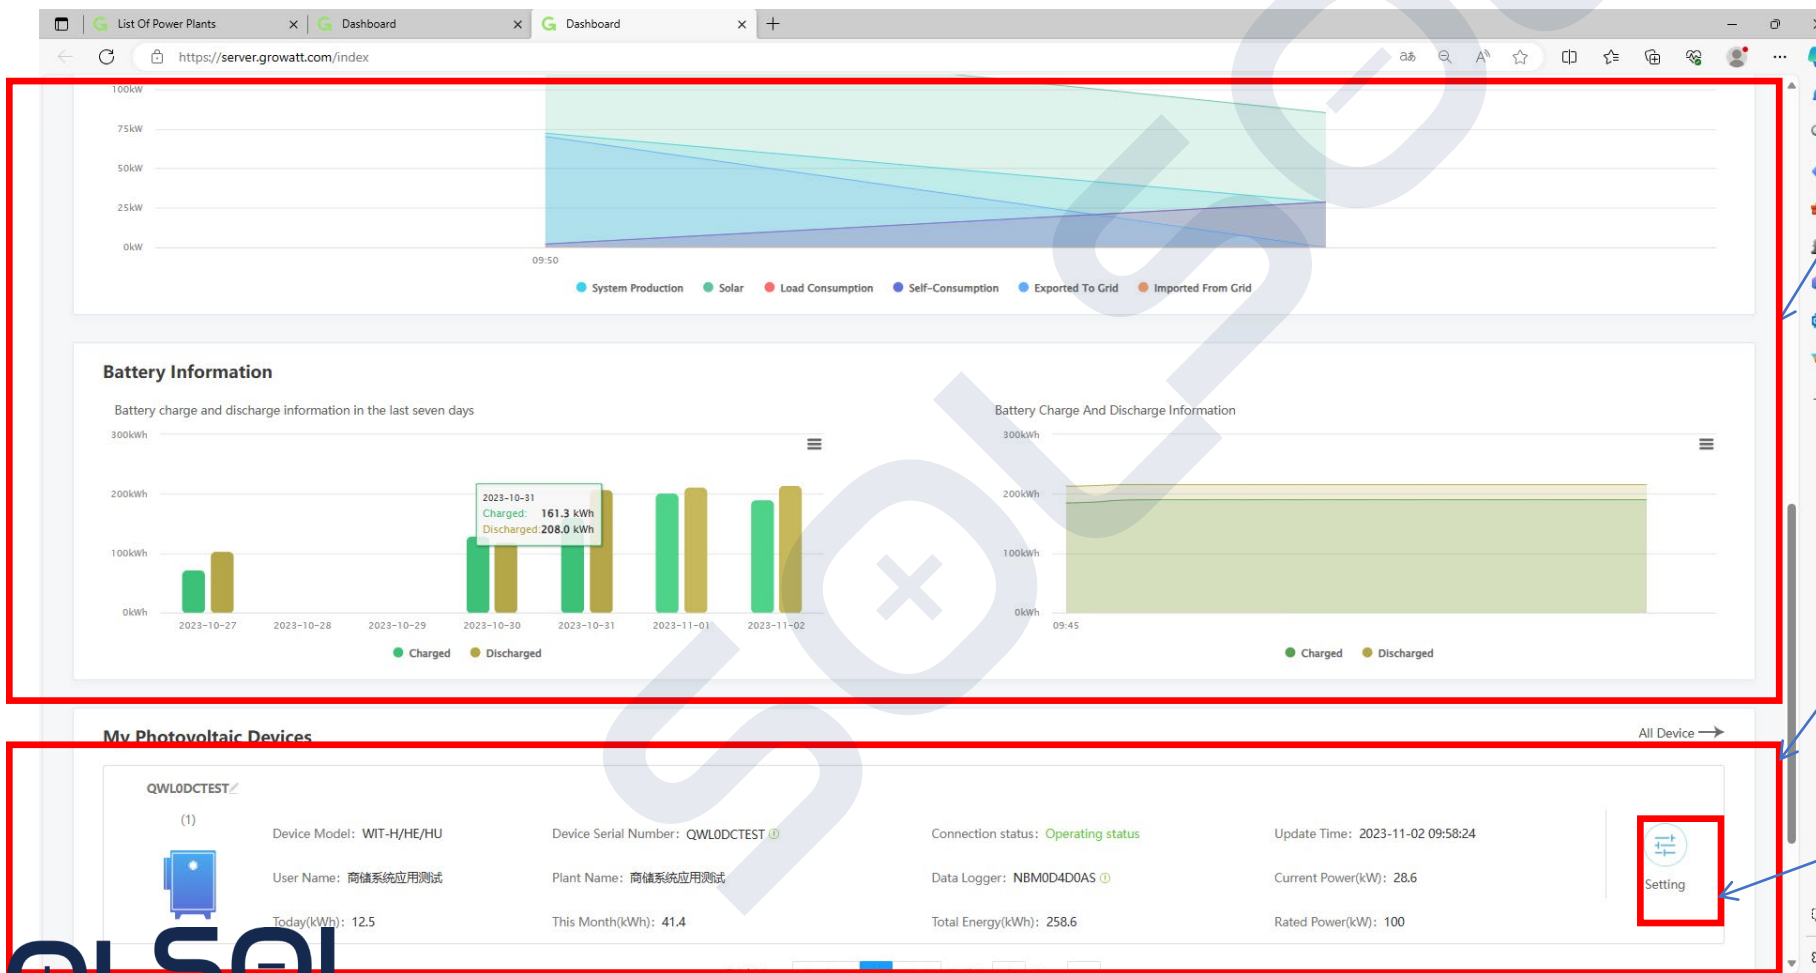 List Of Power Plants
Dashboard
Dashboard
https://server.growatt.com/index
100kW
75kW
50kW
25kW
0kW
09:50
System Production
Solar
Load Consumption
Self-Consumption
Exported To Grid
Imported From Grid
Battery Information
Battery charge and discharge information in the last seven days
300kWh
200kWh
100kWh
0kWh
2023-10-31
Charged: 161.3 kWh
Discharged:208.0 kWh
2023-10-27 2023-10-28 2023-10-29 2023-10-30 2023-10-31 2023-11-01 2023-11-02
Charged Discharged
Battery Charge And Discharge Information
300kWh
200kWh
100kWh
0kWh
09:45
Charged Discharged
My Photovoltaic Devices
All Device
QWL0DCTEST
(1)
Device Model: WIT-H/HE/HU
Device Serial Number: QWL0DCTEST
Connection status: Operating status
Update Time: 2023-11-02 09:58:24
User Name: 商储系统应用测试
Plant Name: 商储系统应用测试
Data Logger: NBM0D4D0AS
Current Power(kW): 28.6
Setting
Today(kWh): 12.5
This Month(kWh): 41.4
Total Energy(kWh): 258.6
Rated Power(kW): 100